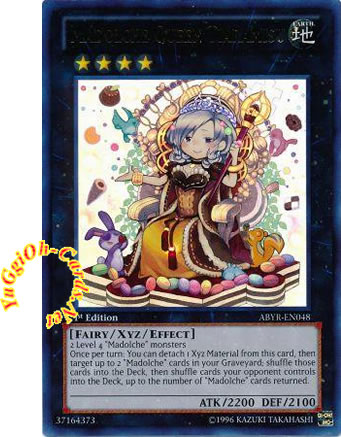 MADOLCHE QUEEN TIARAMISU
EARTH
地
YuGgiOh-Cards.Net
1st Edition
ABYR-EN048
[FAIRY/XYZ/EFFECT]
2 Level 4 "Madolche" monsters
Once per turn: You can detach 1 Xyz Material from this card, then
target up to 2 "Madolche" cards in your Graveyard; shuffle those
cards into the Deck, then shuffle cards your opponent controls
into the Deck, up to the number of "Madolche" cards returned.
ATK/2200 DEF/2100
37164373
©1996 KAZUKI TAKAHASHI